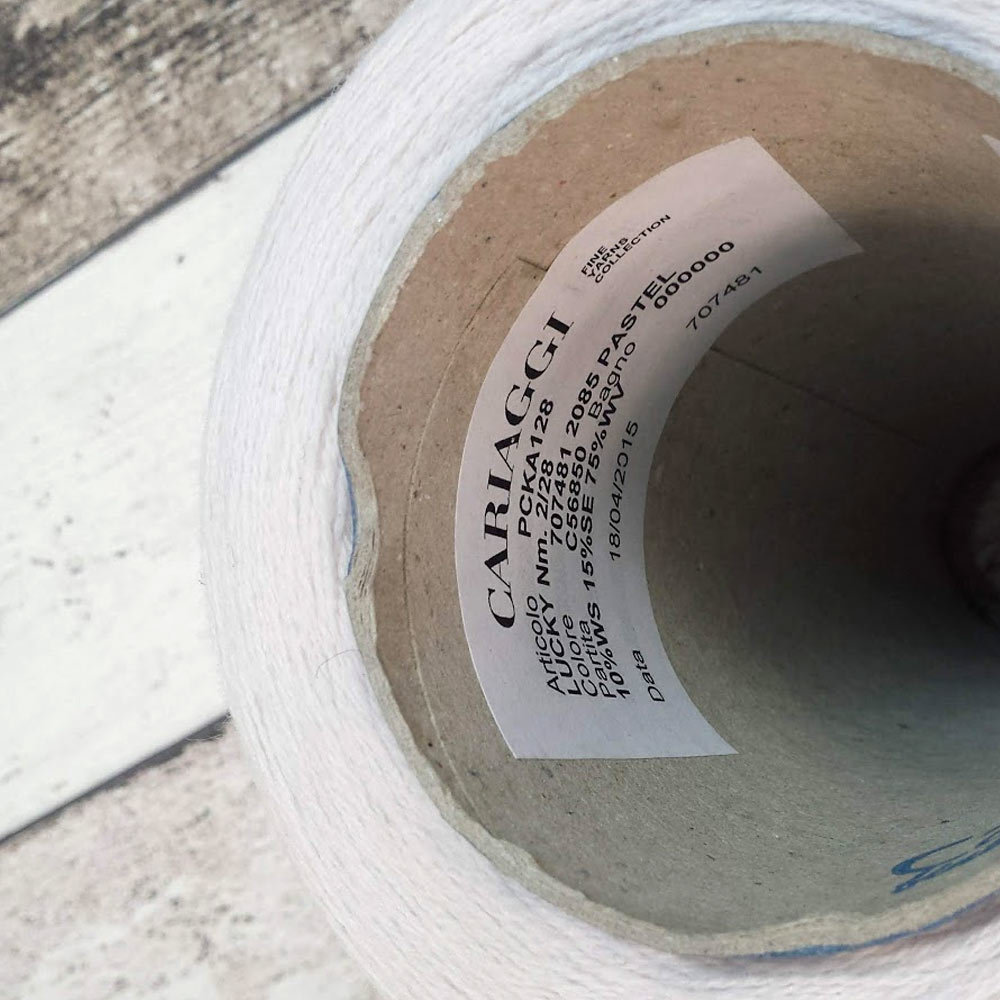 CARIAGGI
FINE
YARNS
COLLECTION
Articolo PCKA128
LUCKY Nm. 2/28
Colore 707481 2085 PASTEL
Partita C56850 Bagno 000000
10%WS 15%SE 75%WV
Data 18/04/2015 707481